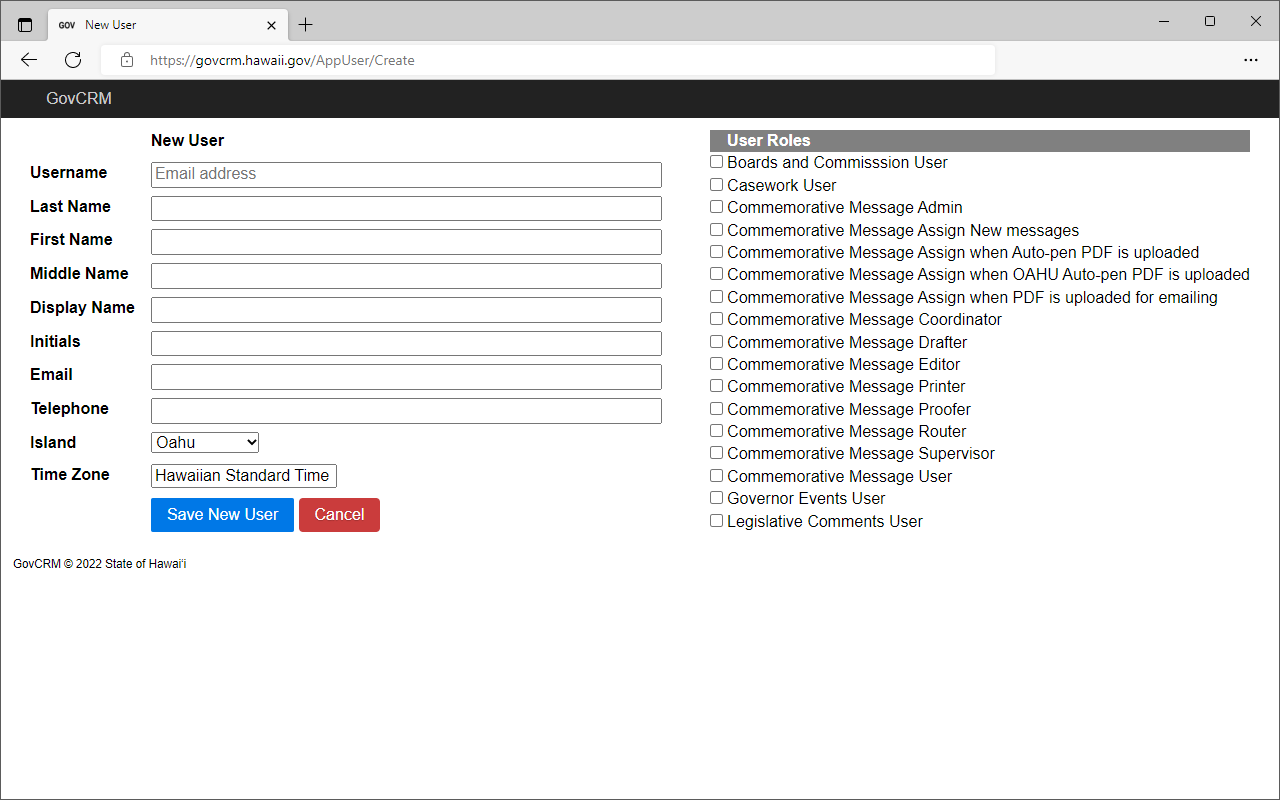 GOV New User
https://govcrm.hawaii.gov/AppUser/Create
GovCRM
New User
Username
Email address
Last Name
First Name
Middle Name
Display Name
Initials
Email
Telephone
Island
Oahu
Time Zone
Hawaiian Standard Time
Save New User
Cancel
User Roles
Boards and Commisssion User
Casework User
Commemorative Message Admin
Commemorative Message Assign New messages
Commemorative Message Assign when Auto-pen PDF is uploaded
Commemorative Message Assign when OAHU Auto-pen PDF is uploaded
Commemorative Message Assign when PDF is uploaded for emailing
Commemorative Message Coordinator
Commemorative Message Drafter
Commemorative Message Editor
Commemorative Message Printer
Commemorative Message Proofer
Commemorative Message Router
Commemorative Message Supervisor
Commemorative Message User
Governor Events User
Legislative Comments User
GovCRM © 2022 State of Hawaiʻi